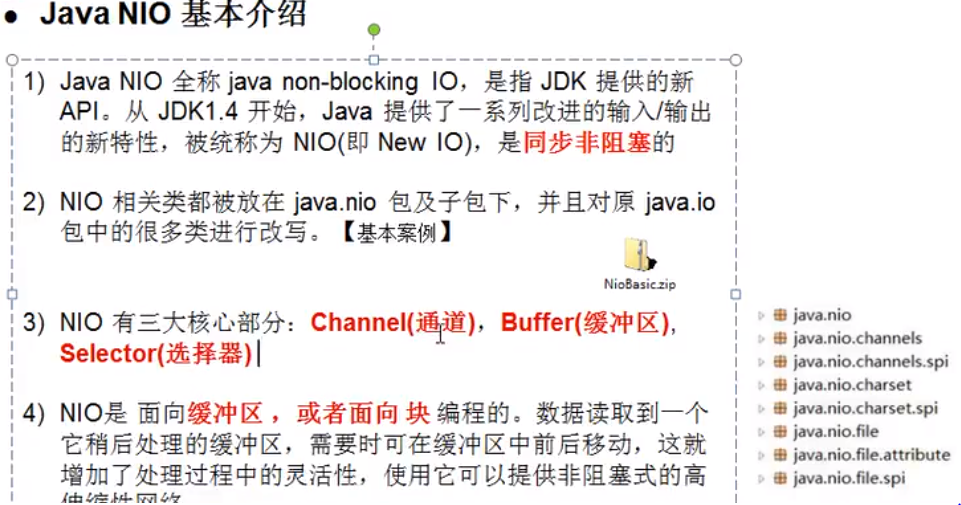 ● Java NIO 基本介绍
1) Java NIO 全称 java non-blocking IO，是指 JDK 提供的新
API。从 JDK1.4 开始，Java 提供了一系列改进的输入/输出
的新特性，被统称为 NIO(即 New IO)，是同步非阻塞的
2) NIO 相关类都被放在 java.nio 包及子包下，并且对原 java.io
包中的很多类进行改写。【基本案例】
NioBasic.zip
3) NIO 有三大核心部分：Channel(通道)，Buffer(缓冲区),
Selector(选择器)
4) NIO是 面向缓冲区 ，或者面向 块 编程的。数据读取到一个
它稍后处理的缓冲区，需要时可在缓冲区中前后移动，这就
增加了处理过程中的灵活性，使用它可以提供非阻塞式的高
伸缩性网络
java.nio
java.nio.channels
java.nio.channels.spi
java.nio.charset
java.nio.charset.spi
java.nio.file
java.nio.file.attribute
java.nio.file.spi